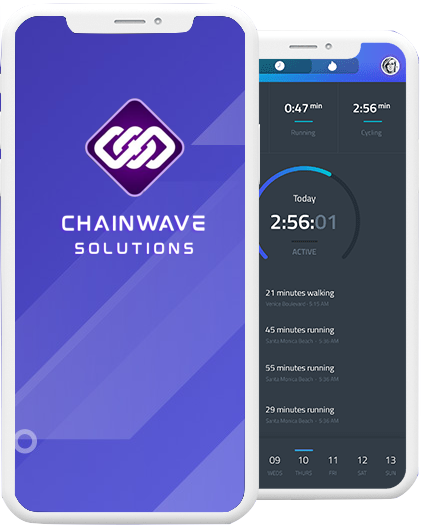 CHAINWAVE
SOLUTIONS
0:47 min
2:56 min
Running
Cycling
Today
2:56:01
ACTIVE
21 minutes walking
Venice Boulevard - 5:15 AM
45 minutes running
Santa Monica Beach - 5:36 AM
55 minutes running
Santa Monica Beach - 5:36 AM
29 minutes running
Santa Monica Beach - 5:36 AM
09 10 11 12 13
WEDS THURS FRI SAT SUN